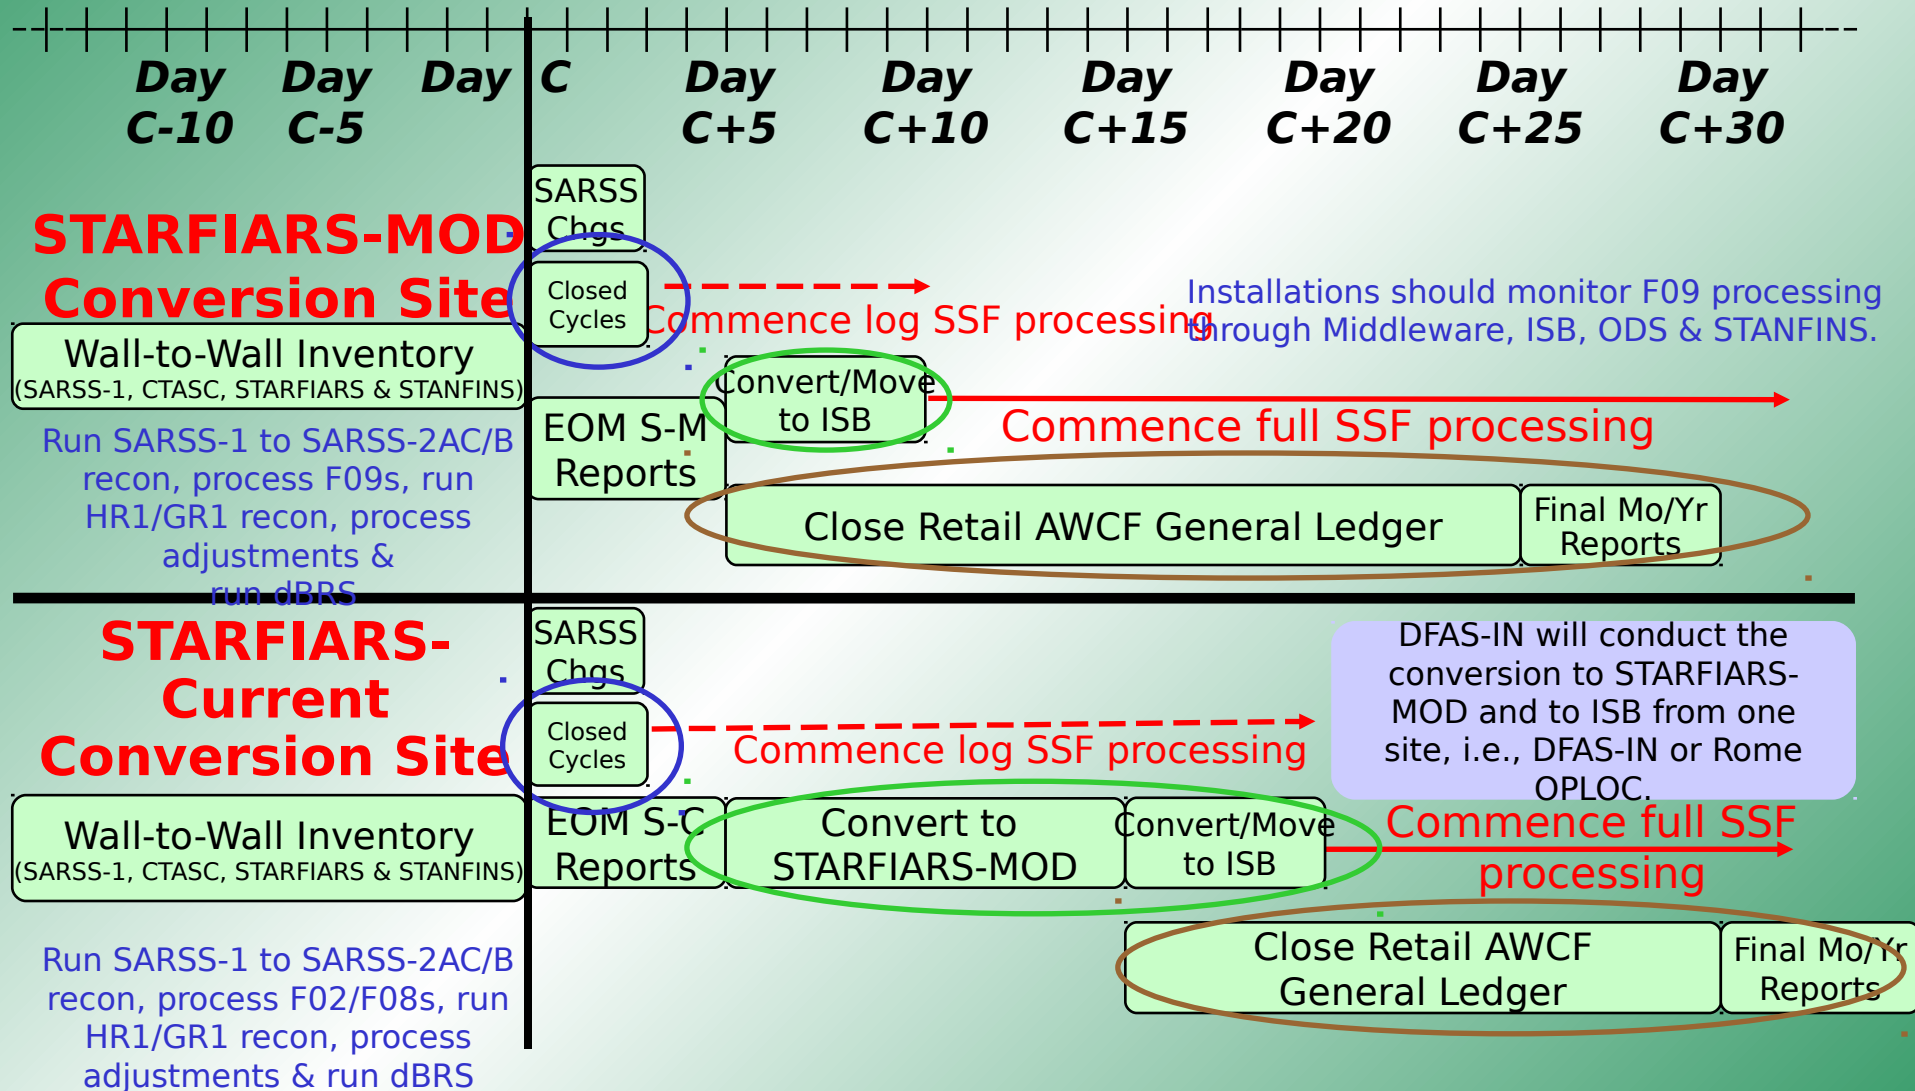 Day C-10
Day C-5
Day C
Day C+5
Day C+10
Day C+15
Day C+20
Day C+25
Day C+30
STARFIARS-MOD
Conversion Site
Wall-to-Wall Inventory
(SARSS-1, CTASC, STARFIARS & STANFINS)
Run SARSS-1 to SARSS-2AC/B
recon, process F09s, run
HR1/GR1 recon, process
adjustments &
run dBRS
SARSS
Chgs
Closed
Cycles
Commence log SSF processing
Installations should monitor F09 processing
through Middleware, ISB, ODS & STANFINS.
EOM S-M
Reports
Convert/Move
to ISB
Commence full SSF processing
Close Retail AWCF General Ledger
Final Mo/Yr
Reports
STARFIARS-
Current
Conversion Site
Wall-to-Wall Inventory
(SARSS-1, CTASC, STARFIARS & STANFINS)
Run SARSS-1 to SARSS-2AC/B
recon, process F02/F08s, run
HR1/GR1 recon, process
adjustments & run dBRS
SARSS
Chgs
Closed
Cycles
Commence log SSF processing
DFAS-IN will conduct the
conversion to STARFIARS-
MOD and to ISB from one
site, i.e., DFAS-IN or Rome
OPLOC.
EOM S-C
Reports
Convert to
STARFIARS-MOD
Convert/Move
to ISB
Commence full SSF
processing
Close Retail AWCF
General Ledger
Final Mo/Yr
Reports